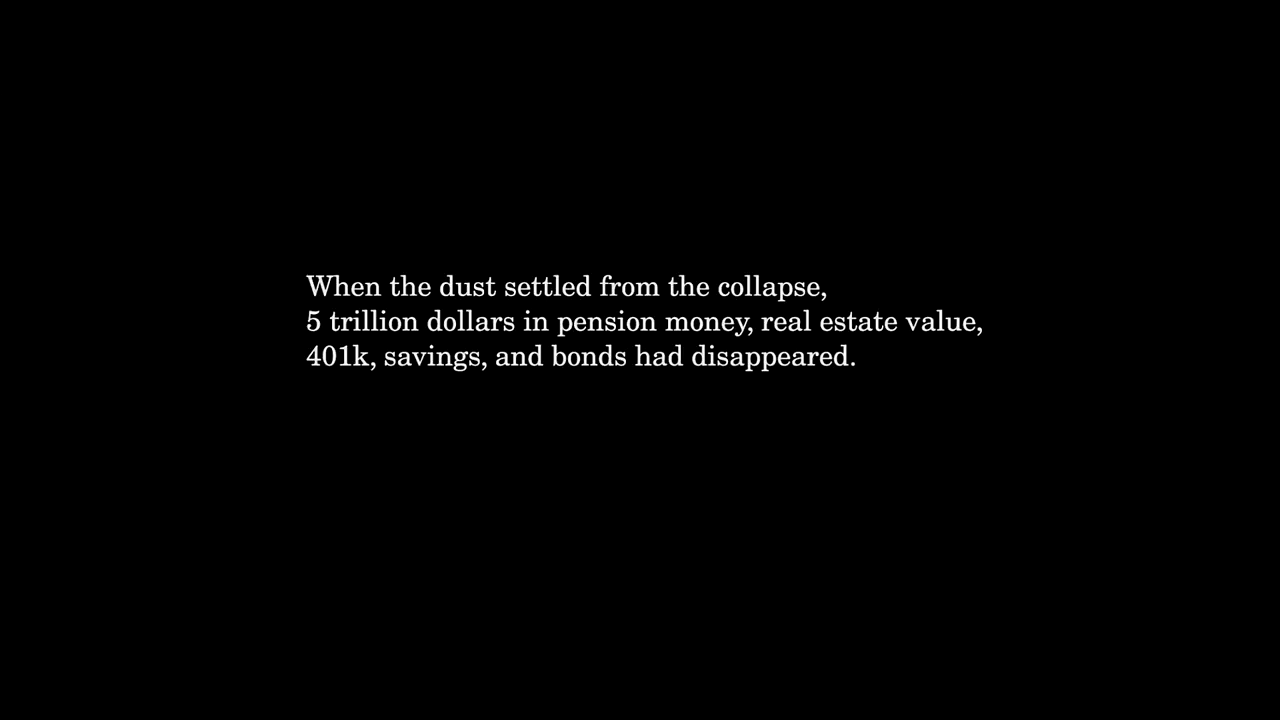 When the dust settled from the collapse,
5 trillion dollars in pension money, real estate value,
401k, savings, and bonds had disappeared.